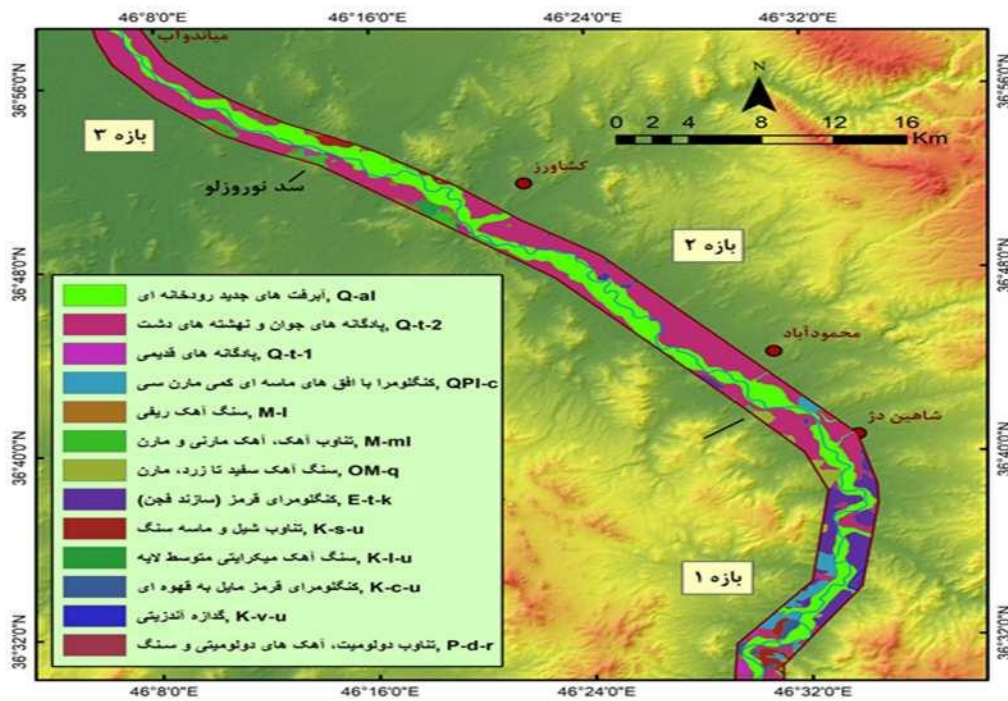 46°8'0"E 46°16'0"E 46°24'0"E 46°32'0"E
میاندوآب
36°56'0"N
36°56'0"N
N
0 2 4 8 12 16
Km
بازه ۳
کشاورز
سد نوروزلو
بازه ۲
36°48'0"N
36°48'0"N
محمودآباد
شاهین دژ
36°40'0"N
36°40'0"N
بازه ۱
36°32'0"N
36°32'0"N
آبرفت های جدید رودخانه ای, Q-al
پادگانه های جوان و نهشته های دشت, Q-t-2
پادگانه های قدیمی, Q-t-1
کنگلومرا با افق های ماسه ای کمی مارن سی, QPl-c
سنگ آهک ریفی, M-l
تناوب آهک، آهک مارنی و مارن, M-ml
سنگ آهک سفید تا زرد، مارن, OM-q
کنگلومرای قرمز (سازند فجن), E-t-k
تناوب شیل و ماسه سنگ, K-s-u
سنگ آهک میکرایتی متوسط لایه, K-l-u
کنگلومرای قرمز مایل به قهوه ای, K-c-u
گدازه آندزیتی, K-v-u
تناوب دولومیت، آهک های دولومیتی و سنگ, P-d-r
46°8'0"E 46°16'0"E 46°24'0"E 46°32'0"E